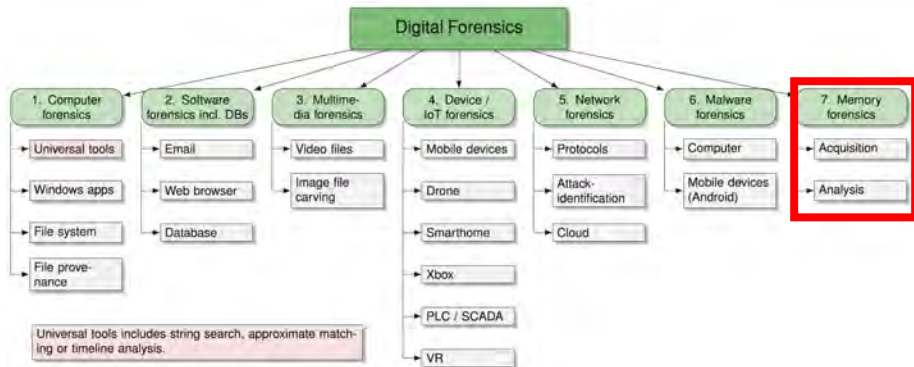 Digital Forensics
1. Computer
forensics
Universal tools
Windows apps
File system
File prove-
nance
2. Software
forensics incl. DBs
Email
Web browser
Database
3. Multime-
dia forensics
Video files
Image file
carving
4. Device /
IoT forensics
Mobile devices
Drone
Smarthome
Xbox
PLC / SCADA
VR
5. Network
forensics
Protocols
Attack-
identification
Cloud
6. Malware
forensics
Computer
Mobile devices
(Android)
7. Memory
forensics
Acquisition
Analysis
Universal tools includes string search, approximate match-
ing or timeline analysis.